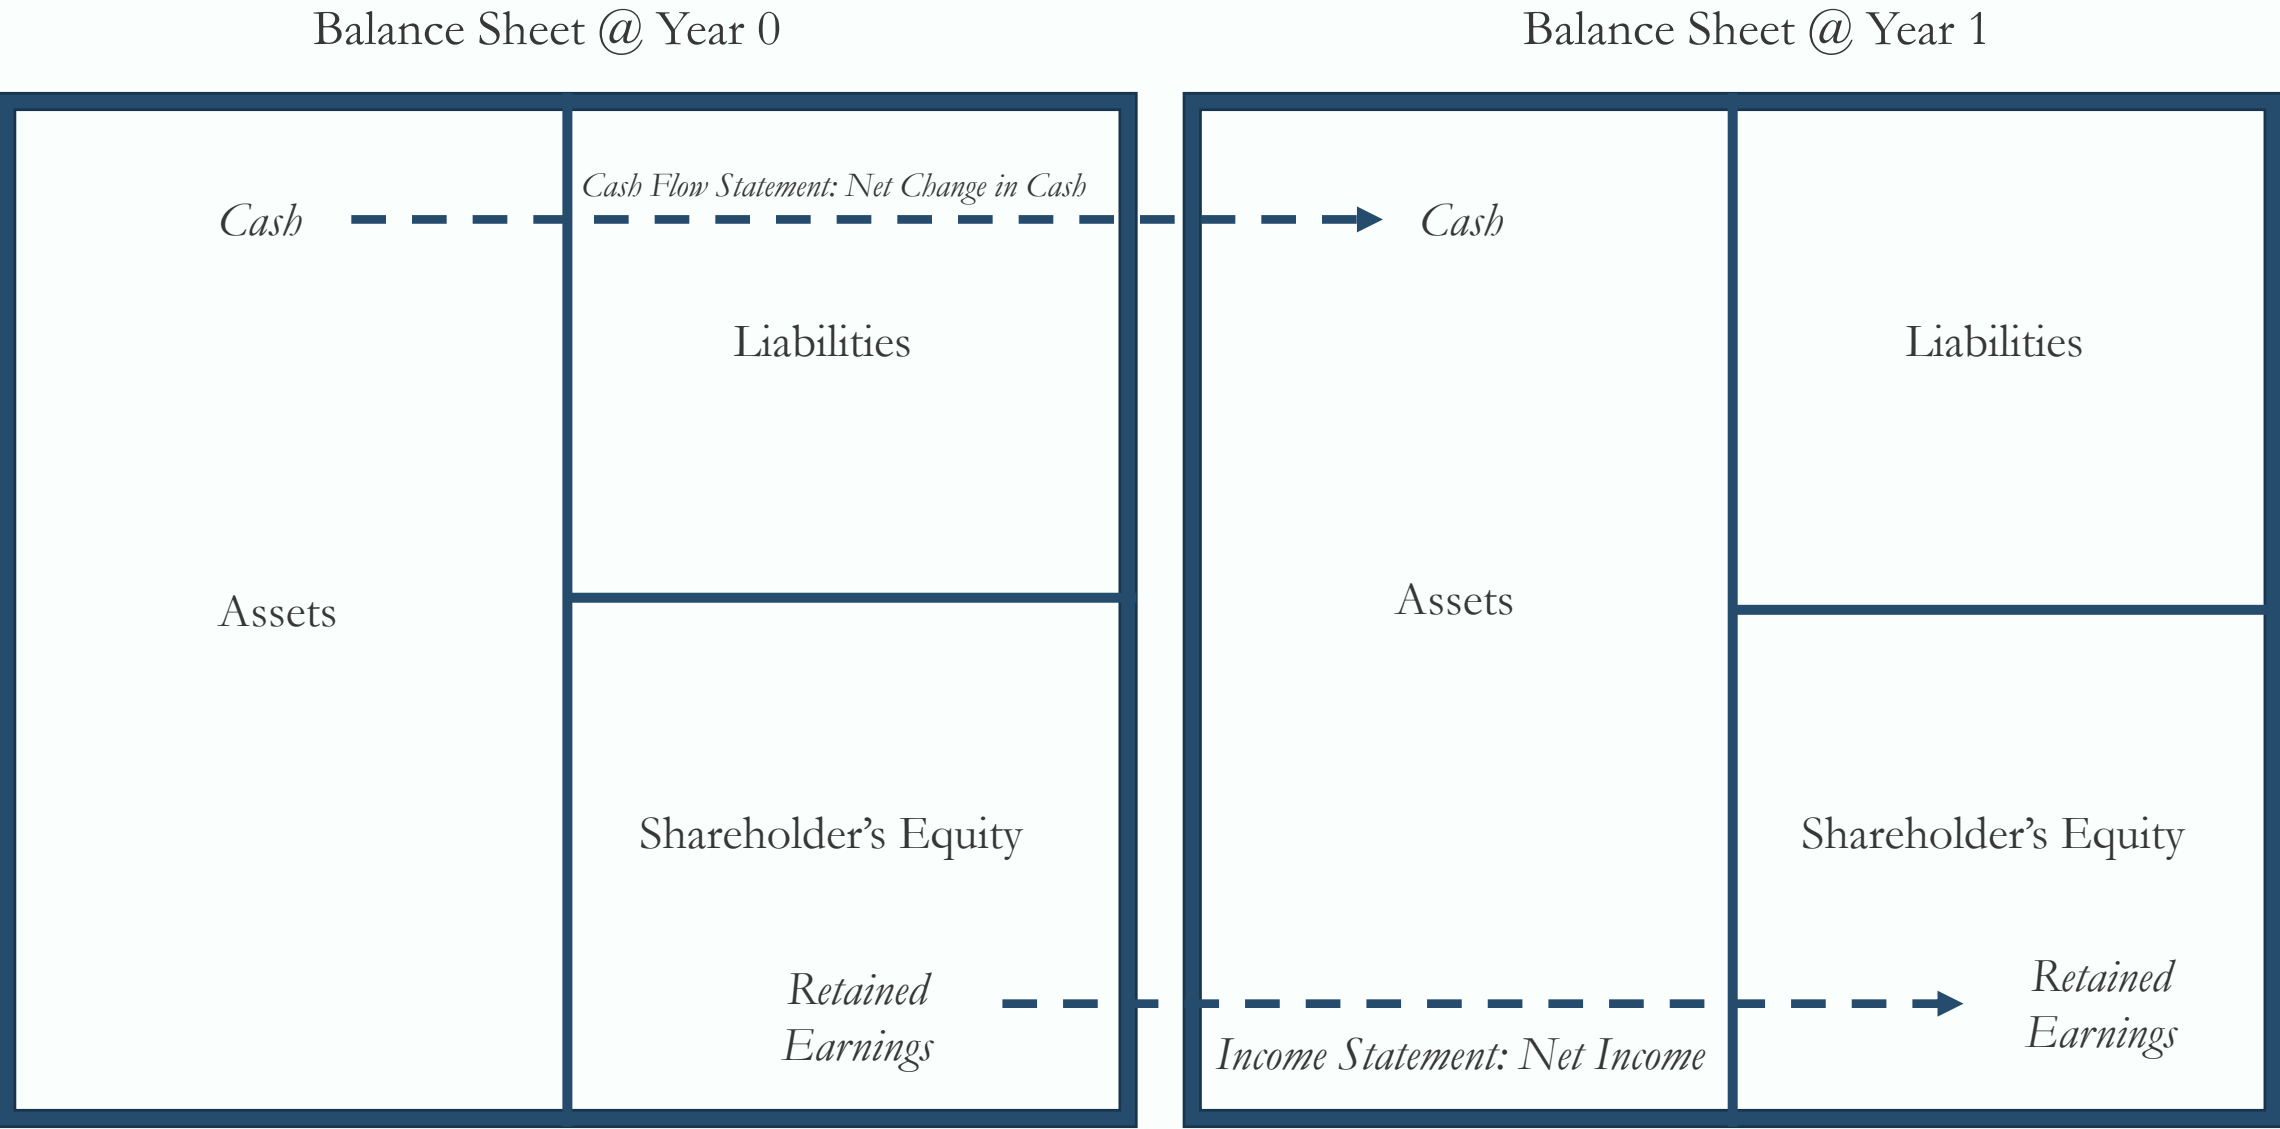 Balance Sheet @ Year 0
Cash
Cash Flow Statement: Net Change in Cash
Liabilities
Assets
Shareholder’s Equity
Retained
Earnings
Balance Sheet @ Year 1
Cash
Liabilities
Assets
Shareholder’s Equity
Retained
Earnings
Income Statement: Net Income